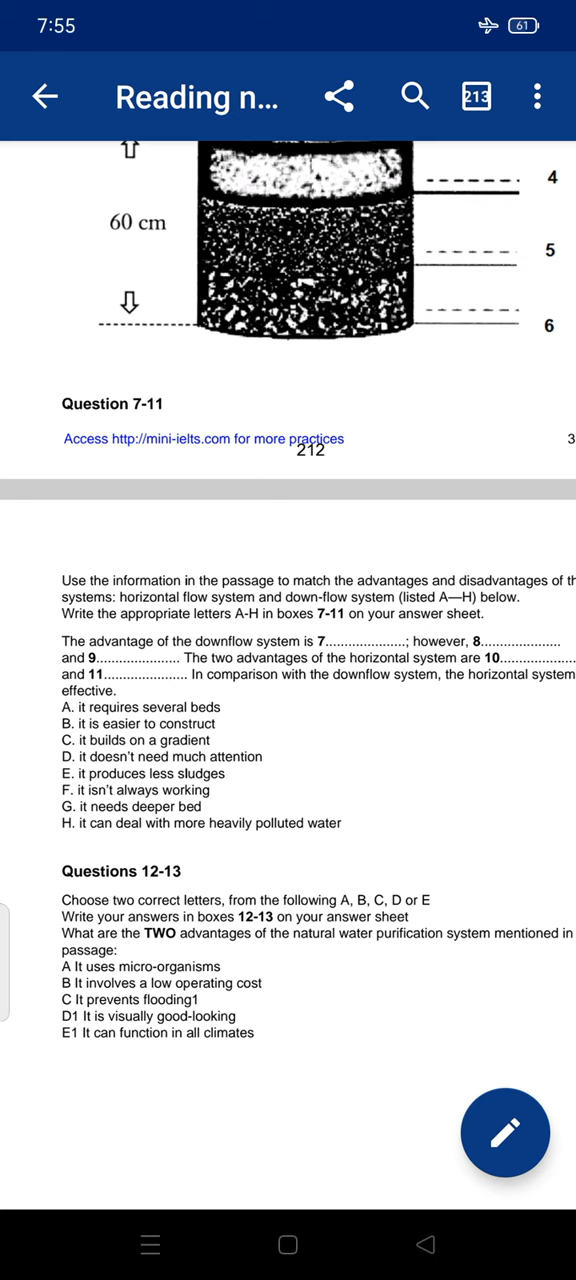 7:55
61
Reading n...
213
4
60 cm
5
6
Question 7-11
Access http://mini-ielts.com for more practices
3
212
Use the information in the passage to match the advantages and disadvantages of
systems: horizontal flow system and down-flow system (listed A—H) below.
Write the appropriate letters A-H in boxes 7-11 on your answer sheet.
The advantage of the downflow system is 7....................; however, 8....................
and 9..................... The two advantages of the horizontal system are 10...................
and 11..................... In comparison with the downflow system, the horizontal system
effective.
A. it requires several beds
B. it is easier to construct
C. it builds on a gradient
D. it doesn't need much attention
E. it produces less sludges
F. it isn't always working
G. it needs deeper bed
H. it can deal with more heavily polluted water
Questions 12-13
Choose two correct letters, from the following A, B, C, D or E
Write your answers in boxes 12-13 on your answer sheet
What are the TWO advantages of the natural water purification system mentioned in
passage:
A It uses micro-organisms
B It involves a low operating cost
C It prevents flooding1
D1 It is visually good-looking
E1 It can function in all climates